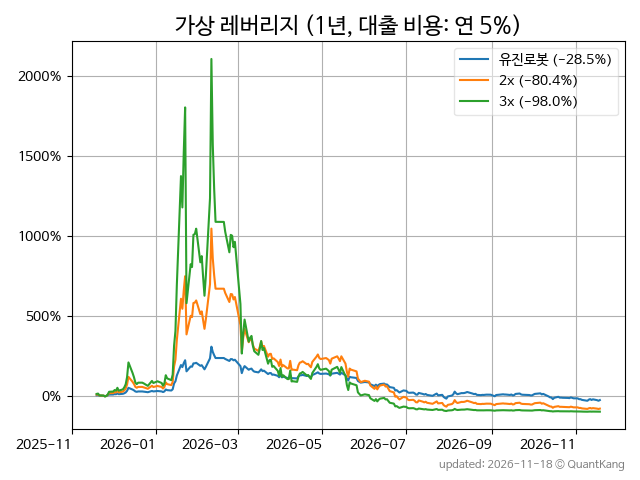 가상 레버리지 (1년, 대출 비용: 연 5%)
유진로봇 (-28.5%)
2x (-80.4%)
3x (-98.0%)
2000%
1500%
1000%
500%
0%
2025-11 2026-01 2026-03 2026-05 2026-07 2026-09 2026-11
updated: 2026-11-18 © QuantKang